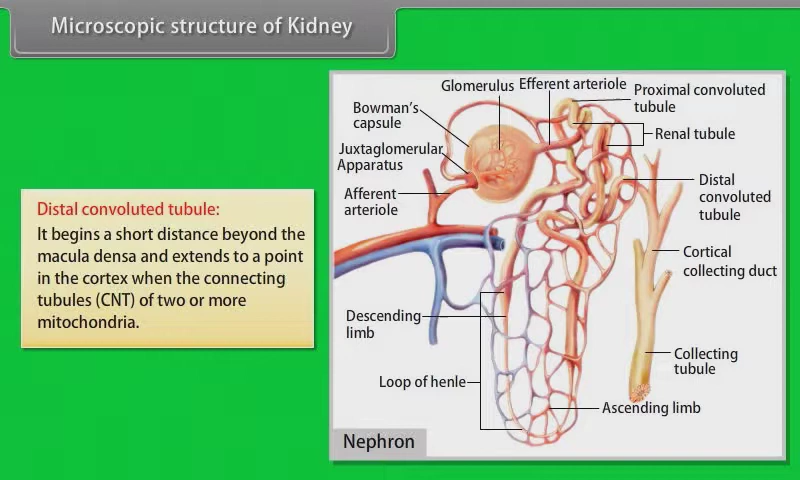 Microscopic structure of Kidney
Distal convoluted tubule:
It begins a short distance beyond the
macula densa and extends to a point
in the cortex when the connecting
tubules (CNT) of two or more
mitochondria.
Glomerulus
Efferent arteriole
Proximal convoluted
tubule
Bowman's
capsule
Renal tubule
Juxtaglomerular
Apparatus
Distal
convoluted
tubule
Afferent
arteriole
Cortical
collecting duct
Descending
limb
Collecting
tubule
Loop of henle
Ascending limb
Nephron